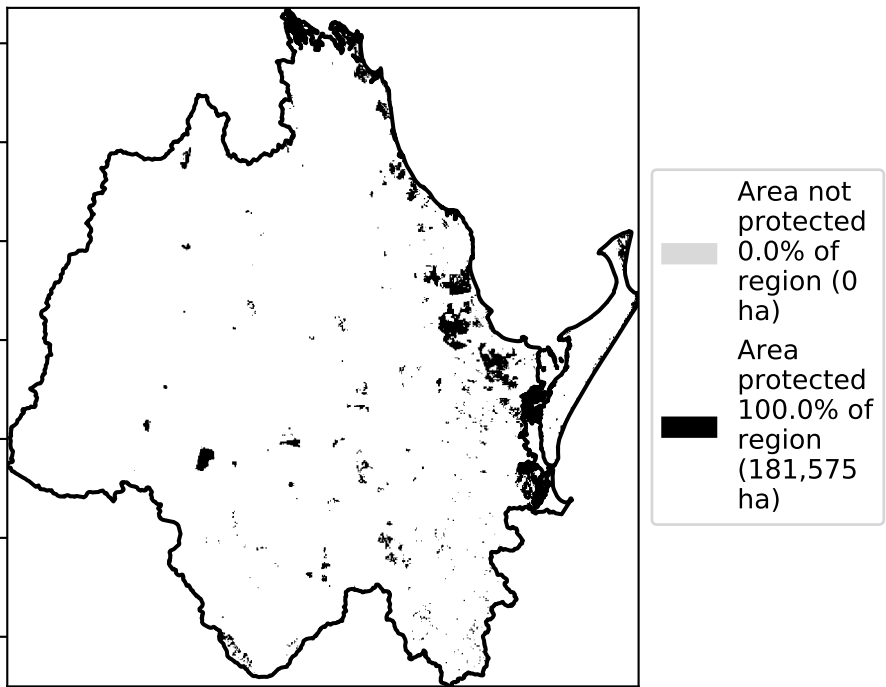 Area not
protected
0.0% of
region (0
ha)
Area
protected
100.0% of
region
(181,575
ha)